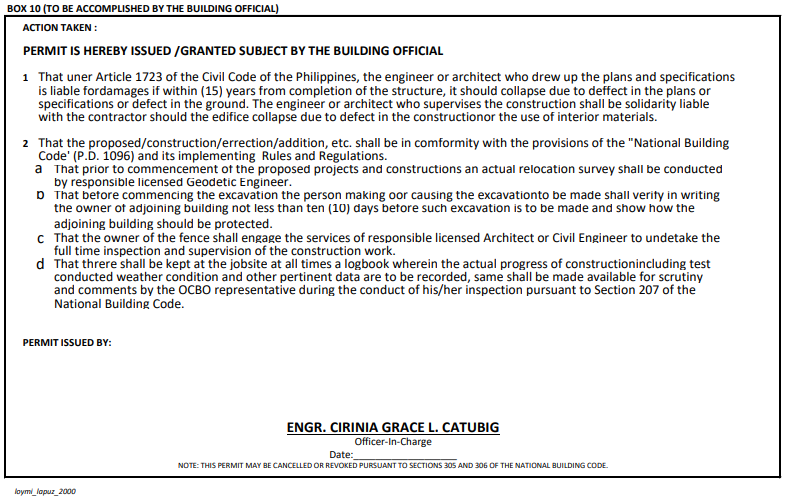 BOX 10 (TO BE ACCOMPLISHED BY THE BUILDING OFFICIAL)
ACTION TAKEN :
PERMIT IS HEREBY ISSUED /GRANTED SUBJECT BY THE BUILDING OFFICIAL
1 That uner Article 1723 of the Civil Code of the Philippines, the engineer or architect who drew up the plans and specifications
is liable fordamages if within (15) years from completion of the structure, it should collapse due to deffect in the plans or
specifications or defect in the ground. The engineer or architect who supervises the construction shall be solidarity liable
with the contractor should the edifice collapse due to defect in the constructionor the use of interior materials.
2 That the proposed/construction/errection/addition, etc. shall be in comformity with the provisions of the "National Building
Code' (P.D. 1096) and its implementing Rules and Regulations.
a That prior to commencement of the proposed projects and constructions an actual relocation survey shall be conducted
by responsible licensed Geodetic Engineer.
b That before commencing the excavation the person making oor causing the excavationto be made shall verify in writing
the owner of adjoining building not less than ten (10) days before such excavation is to be made and show how the
adjoining building should be protected.
c That the owner of the fence shall engage the services of responsible licensed Architect or Civil Engineer to undetake the
full time inspection and supervision of the construction work.
d That threre shall be kept at the jobsite at all times a logbook wherein the actual progress of constructionincluding test
conducted weather condition and other pertinent data are to be recorded, same shall be made available for scrutiny
and comments by the OCBO representative during the conduct of his/her inspection pursuant to Section 207 of the
National Building Code.
PERMIT ISSUED BY:
ENGR. CIRINIA GRACE L. CATUBIG
Officer-In-Charge
Date:____________________
NOTE: THIS PERMIT MAY BE CANCELLED OR REVOKED PURSUANT TO SECTIONS 305 AND 306 OF THE NATIONAL BUILDING CODE.
laymi_lapuz_2000